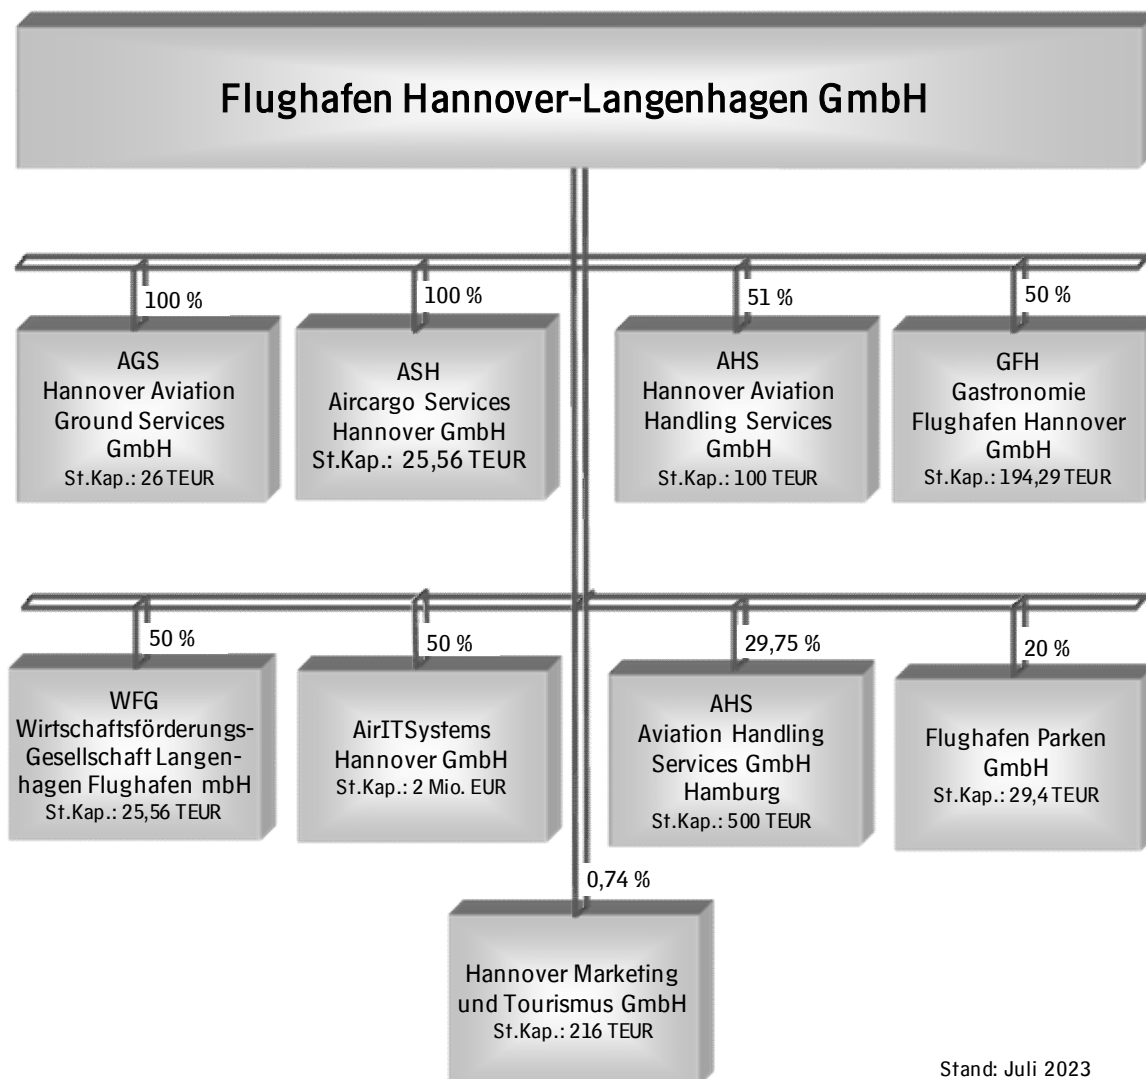 Flughafen Hannover-Langenhagen GmbH
100 %
AGS
Hannover Aviation
Ground Services
GmbH
St.Kap.: 26 TEUR
100 %
ASH
Aircargo Services
Hannover GmbH
St.Kap.: 25,56 TEUR
51 %
AHS
Hannover Aviation
Handling Services
GmbH
St.Kap.: 100 TEUR
50 %
GFH
Gastronomie
Flughafen Hannover
GmbH
St.Kap.: 194,29 TEUR
50 %
WFG
Wirtschaftsförderungs-
Gesellschaft Langen-
hagen Flughafen mbH
St.Kap.: 25,56 TEUR
50 %
AirITSystems
Hannover GmbH
St.Kap.: 2 Mio. EUR
29,75 %
AHS
Aviation Handling
Services GmbH
Hamburg
St.Kap.: 500 TEUR
20 %
Flughafen Parken
GmbH
St.Kap.: 29,4 TEUR
0,74 %
Hannover Marketing
und Tourismus GmbH
St.Kap.: 216 TEUR
Stand: Juli 2023